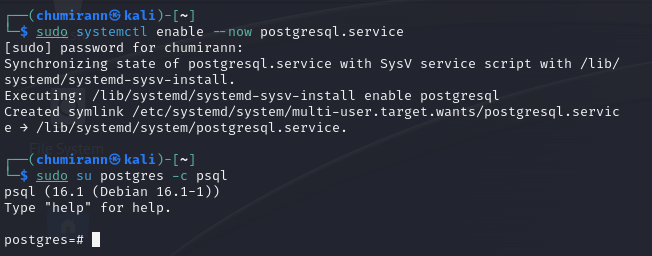 ┌──(chumirann㉿kali)-[~]
└─$ sudo systemctl enable --now postgresql.service
[sudo] password for chumirann:
Synchronizing state of postgresql.service with SysV service script with /lib/
systemd/systemd-sysv-install.
Executing: /lib/systemd/systemd-sysv-install enable postgresql
Created symlink /etc/systemd/system/multi-user.target.wants/postgresql.servic
e → /lib/systemd/system/postgresql.service.
File System
┌──(chumirann㉿kali)-[~]
└─$ sudo su postgres -c psql
psql (16.1 (Debian 16.1-1))
Type "help" for help.
postgres=#